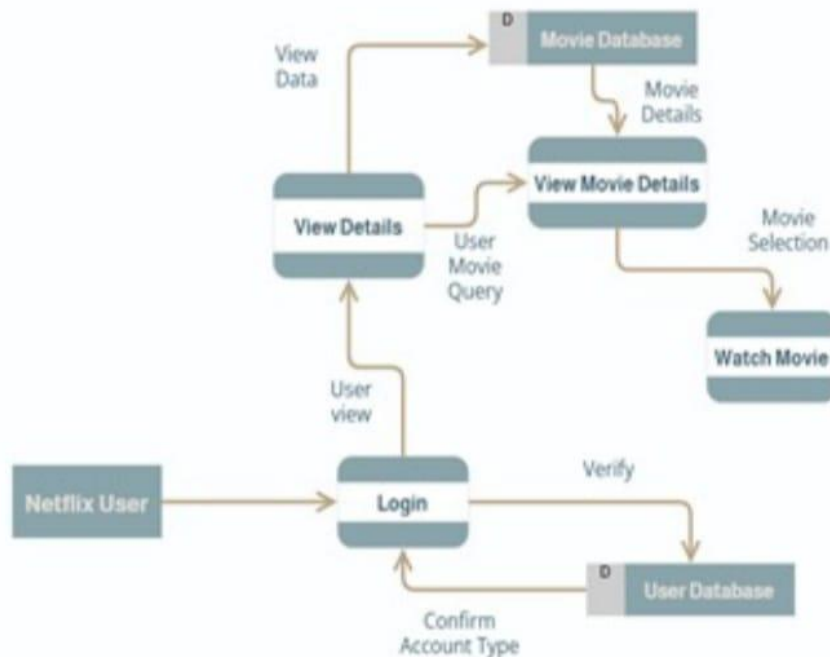 D
Movie Database
View
Data
Movie
Details
View Movie Details
View Details
User
Movie
Query
Movie
Selection
Watch Movie
User
view
Netflix User
Login
Verify
D
User Database
Confirm
Account Type